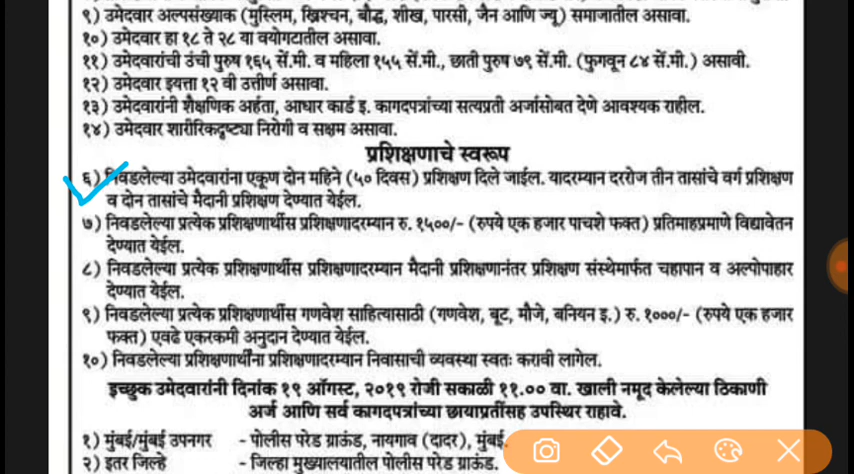 ९) उमेदवार अल्पसंख्याक (मुस्लिम, ख्रिश्चन, बौद्ध, शीख, पारसी, जैन आणि ज्यू) समाजातील असावा.
१०) उमेदवार हा १८ ते २८ या वयोगटातील असावा.
११) उमेदवारांची उंची पुरुष १६५ सें.मी. व महिला १५५ सें.मी., छाती पुरुष ७९ सें.मी. (फुगवून ८४ सें.मी.) असावी.
१२) उमेदवार इयत्ता १२ वी उत्तीर्ण असावा.
१३) उमेदवारांनी शैक्षणिक अर्हता, आधार कार्ड इ. कागदपत्रांच्या सत्यप्रती अर्जासोबत देणे आवश्यक राहील.
१४) उमेदवार शारीरिकदृष्ट्या निरोगी व सक्षम असावा.
प्रशिक्षणाचे स्वरूप
६) निवडलेल्या उमेदवारांना एकूण दोन महिने (५० दिवस) प्रशिक्षण दिले जाईल. यादरम्यान दररोज तीन तासांचे वर्ग प्रशिक्षण
व दोन तासांचे मैदानी प्रशिक्षण देण्यात येईल.
७) निवडलेल्या प्रत्येक प्रशिक्षणार्थीस प्रशिक्षणादरम्यान रु. १५००/- (रुपये एक हजार पाचशे फक्त) प्रतिमाहप्रमाणे विद्यावेतन
देण्यात येईल.
८) निवडलेल्या प्रत्येक प्रशिक्षणार्थीस प्रशिक्षणादरम्यान मैदानी प्रशिक्षणानंतर प्रशिक्षण संस्थेमार्फत चहापान व अल्पोपाहार
देण्यात येईल.
९) निवडलेल्या प्रत्येक प्रशिक्षणार्थीस गणवेश साहित्यासाठी (गणवेश, बूट, मौजे, बनियन इ.) रु. १०००/- (रुपये एक हजार
फक्त) एवढे एकरकमी अनुदान देण्यात येईल.
१०) निवडलेल्या प्रशिक्षणार्थींना प्रशिक्षणादरम्यान निवासाची व्यवस्था स्वतः करावी लागेल.
इच्छुक उमेदवारांनी दिनांक १९ ऑगस्ट, २०१९ रोजी सकाळी ११.०० वा. खाली नमूद केलेल्या ठिकाणी
अर्ज आणि सर्व कागदपत्रांच्या छायाप्रतींसह उपस्थिर राहावे.
१) मुंबई/मुंबई उपनगर - पोलीस परेड ग्राऊंड, नायगाव (दादर), मुंबई.
२) इतर जिल्हे - जिल्हा मुख्यालयातील पोलीस परेड ग्राऊंड.